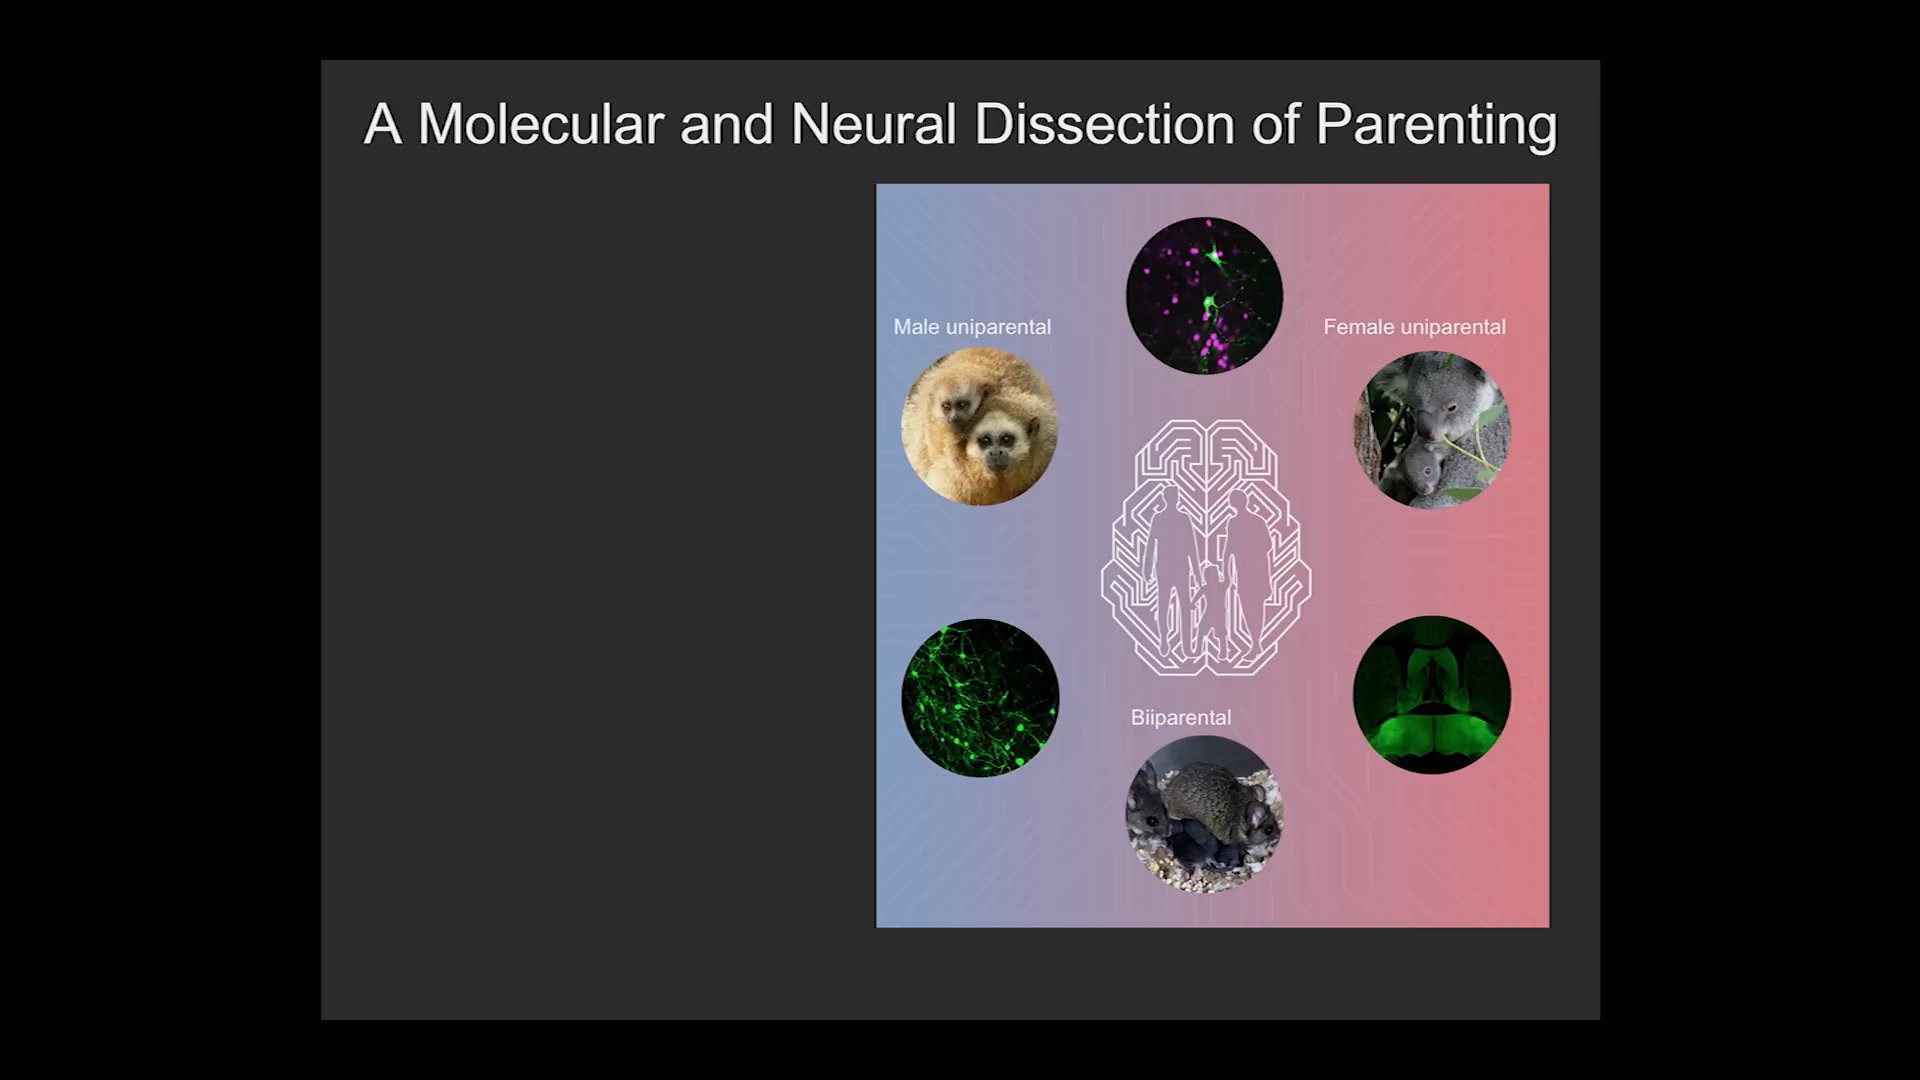 A Molecular and Neural Dissection of Parenting
Male uniparental
Female uniparental
Biiparental